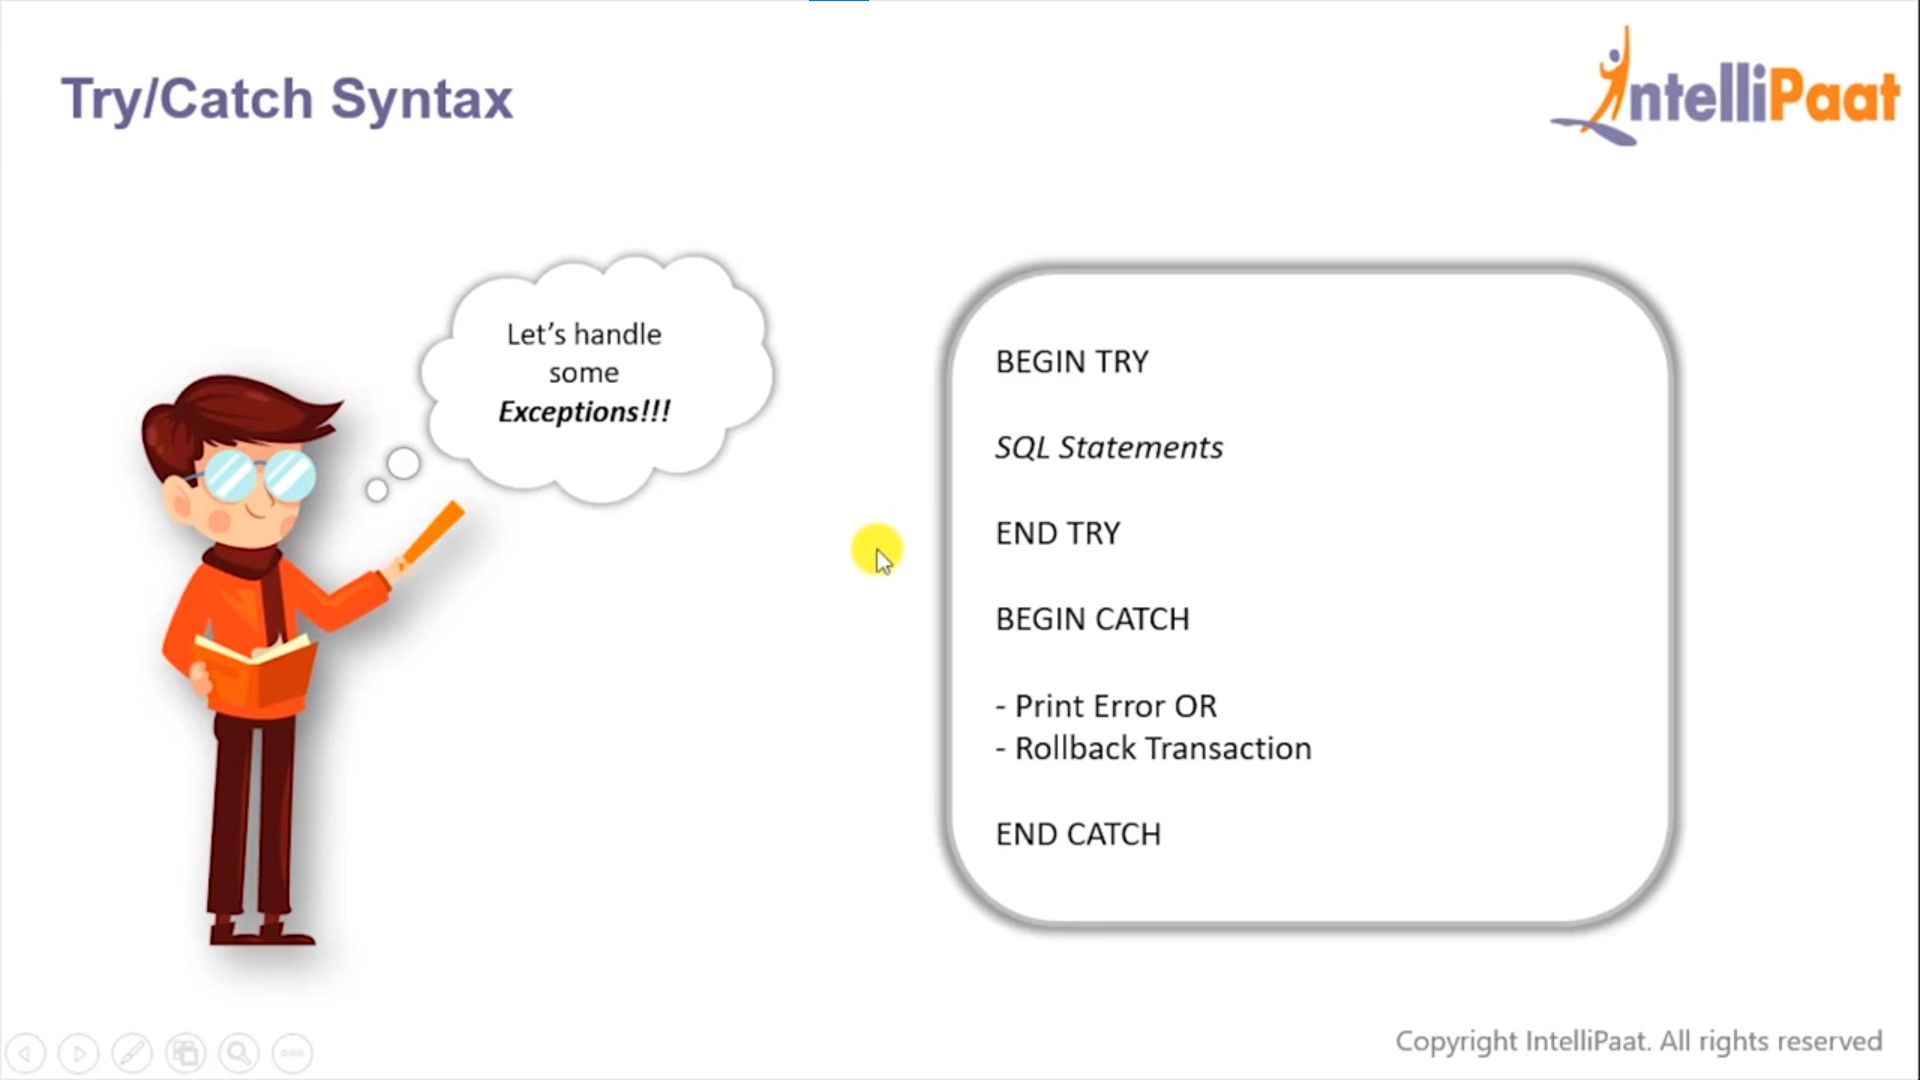 Try/Catch Syntax
IntelliPaat
Let’s handle
some
Exceptions!!!
BEGIN TRY
SQL Statements
END TRY
BEGIN CATCH
- Print Error OR
- Rollback Transaction
END CATCH
Copyright IntelliPaat. All rights reserved